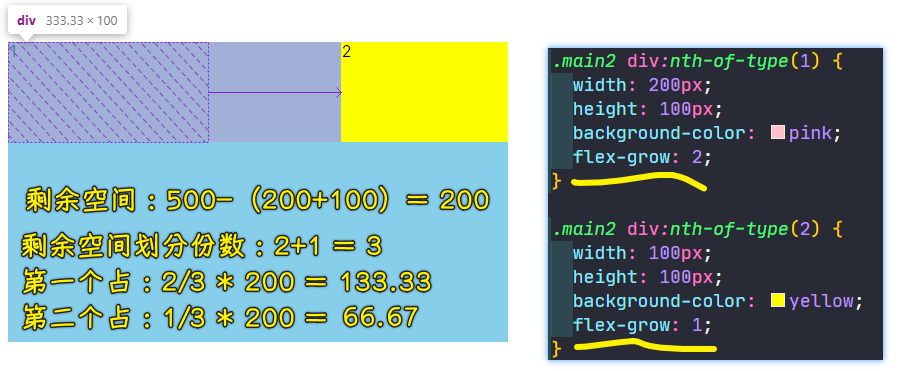 div 333.33 × 100
1
2
剩余空间：500-（200+100）= 200
剩余空间划分份数：2+1 = 3
第一个占：2/3 * 200 = 133.33
第二个占：1/3 * 200 = 66.67
.main2 div:nth-of-type(1) {
width: 200px;
height: 100px;
background-color: pink;
flex-grow: 2;
}
.main2 div:nth-of-type(2) {
width: 100px;
height: 100px;
background-color: yellow;
flex-grow: 1;
}